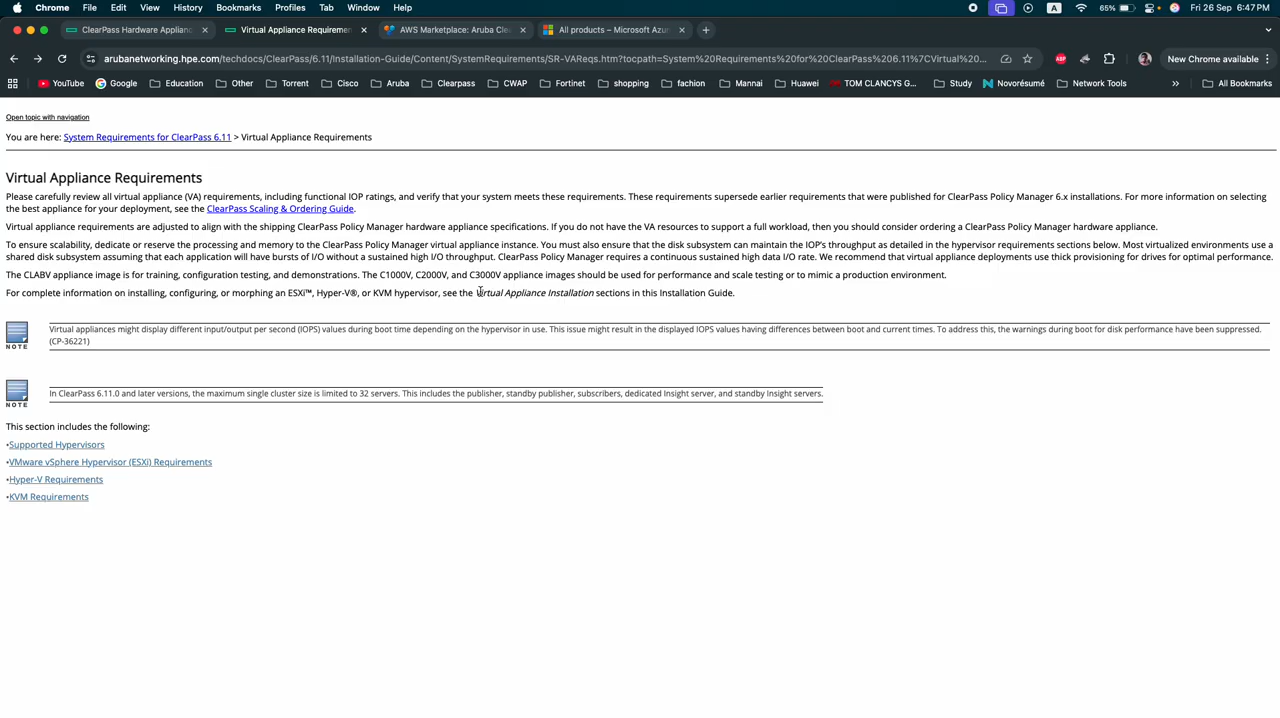 Chrome File Edit View History Bookmarks Profiles Tab Window Help A 65% Fri 26 Sep 6:47 PM
ClearPass Hardware Applianc Virtual Appliance Requiremen AWS Marketplace: Aruba Cle All products – Microsoft Azur
arubanetworking.hpe.com/techdocs/ClearPass/6.11/Installation-Guide/Content/SystemRequirements/SR-VAReqs.htm?tocpath=System%20Requirements%20for%20ClearPass%206.11%7CVirtual%20... New Chrome available
YouTube Google Education Other Torrent Cisco Aruba Clearpass CWAP Fortinet shopping fachion Mannai Huawei TOM CLANCYS G... Study Novorésumé Network Tools » All Bookmarks
Open topic with navigation
You are here: System Requirements for ClearPass 6.11 > Virtual Appliance Requirements
Virtual Appliance Requirements
Please carefully review all virtual appliance (VA) requirements, including functional IOP ratings, and verify that your system meets these requirements. These requirements supersede earlier requirements that were published for ClearPass Policy Manager 6.x installations. For more information on selecting
the best appliance for your deployment, see the ClearPass Scaling & Ordering Guide.
Virtual appliance requirements are adjusted to align with the shipping ClearPass Policy Manager hardware appliance specifications. If you do not have the VA resources to support a full workload, then you should consider ordering a ClearPass Policy Manager hardware appliance.
To ensure scalability, dedicate or reserve the processing and memory to the ClearPass Policy Manager virtual appliance instance. You must also ensure that the disk subsystem can maintain the IOP's throughput as detailed in the hypervisor requirements sections below. Most virtualized environments use a
shared disk subsystem assuming that each application will have bursts of I/O without a sustained high I/O throughput. ClearPass Policy Manager requires a continuous sustained high data I/O rate. We recommend that virtual appliance deployments use thick provisioning for drives for optimal performance.
The CLABV appliance image is for training, configuration testing, and demonstrations. The C1000V, C2000V, and C3000V appliance images should be used for performance and scale testing or to mimic a production environment.
For complete information on installing, configuring, or morphing an ESXi™, Hyper-V®, or KVM hypervisor, see the Virtual Appliance Installation sections in this Installation Guide.
NOTE
Virtual appliances might display different input/output per second (IOPS) values during boot time depending on the hypervisor in use. This issue might result in the displayed IOPS values having differences between boot and current times. To address this, the warnings during boot for disk performance have been suppressed.
(CP-36221)
NOTE
In ClearPass 6.11.0 and later versions, the maximum single cluster size is limited to 32 servers. This includes the publisher, standby publisher, subscribers, dedicated Insight server, and standby Insight servers.
This section includes the following:
•Supported Hypervisors
•VMware vSphere Hypervisor (ESXi) Requirements
•Hyper-V Requirements
•KVM Requirements